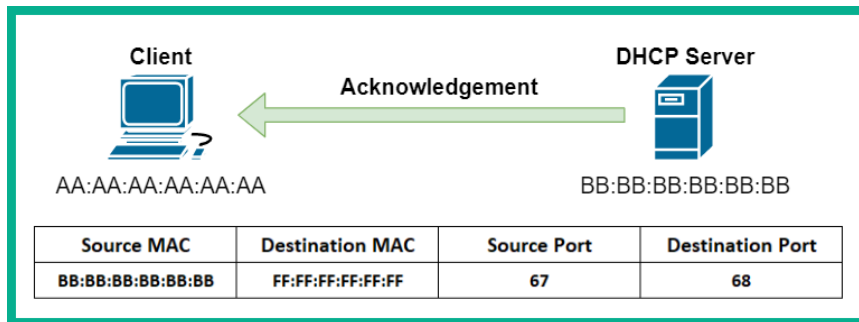 Client
DHCP Server
Acknowledgement
?
AA:AA:AA:AA:AA:AA
BB:BB:BB:BB:BB:BB
Source MAC Destination MAC Source Port Destination Port
BB:BB:BB:BB:BB:BB FF:FF:FF:FF:FF:FF 67 68